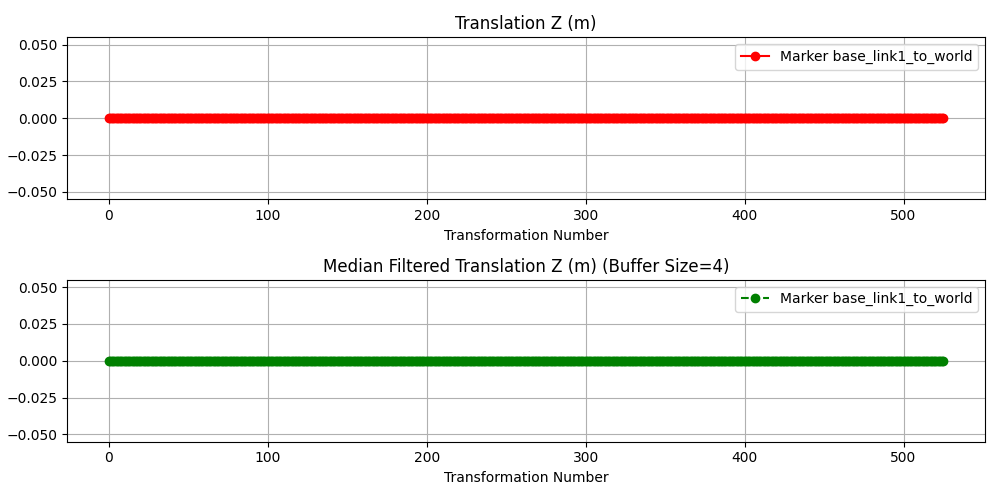 Translation Z (m)
0.050
0.025
0.000
−0.025
−0.050
Marker base_link1_to_world
0 100 200 300 400 500
Transformation Number
Median Filtered Translation Z (m) (Buffer Size=4)
0.050
0.025
0.000
−0.025
−0.050
Marker base_link1_to_world
0 100 200 300 400 500
Transformation Number